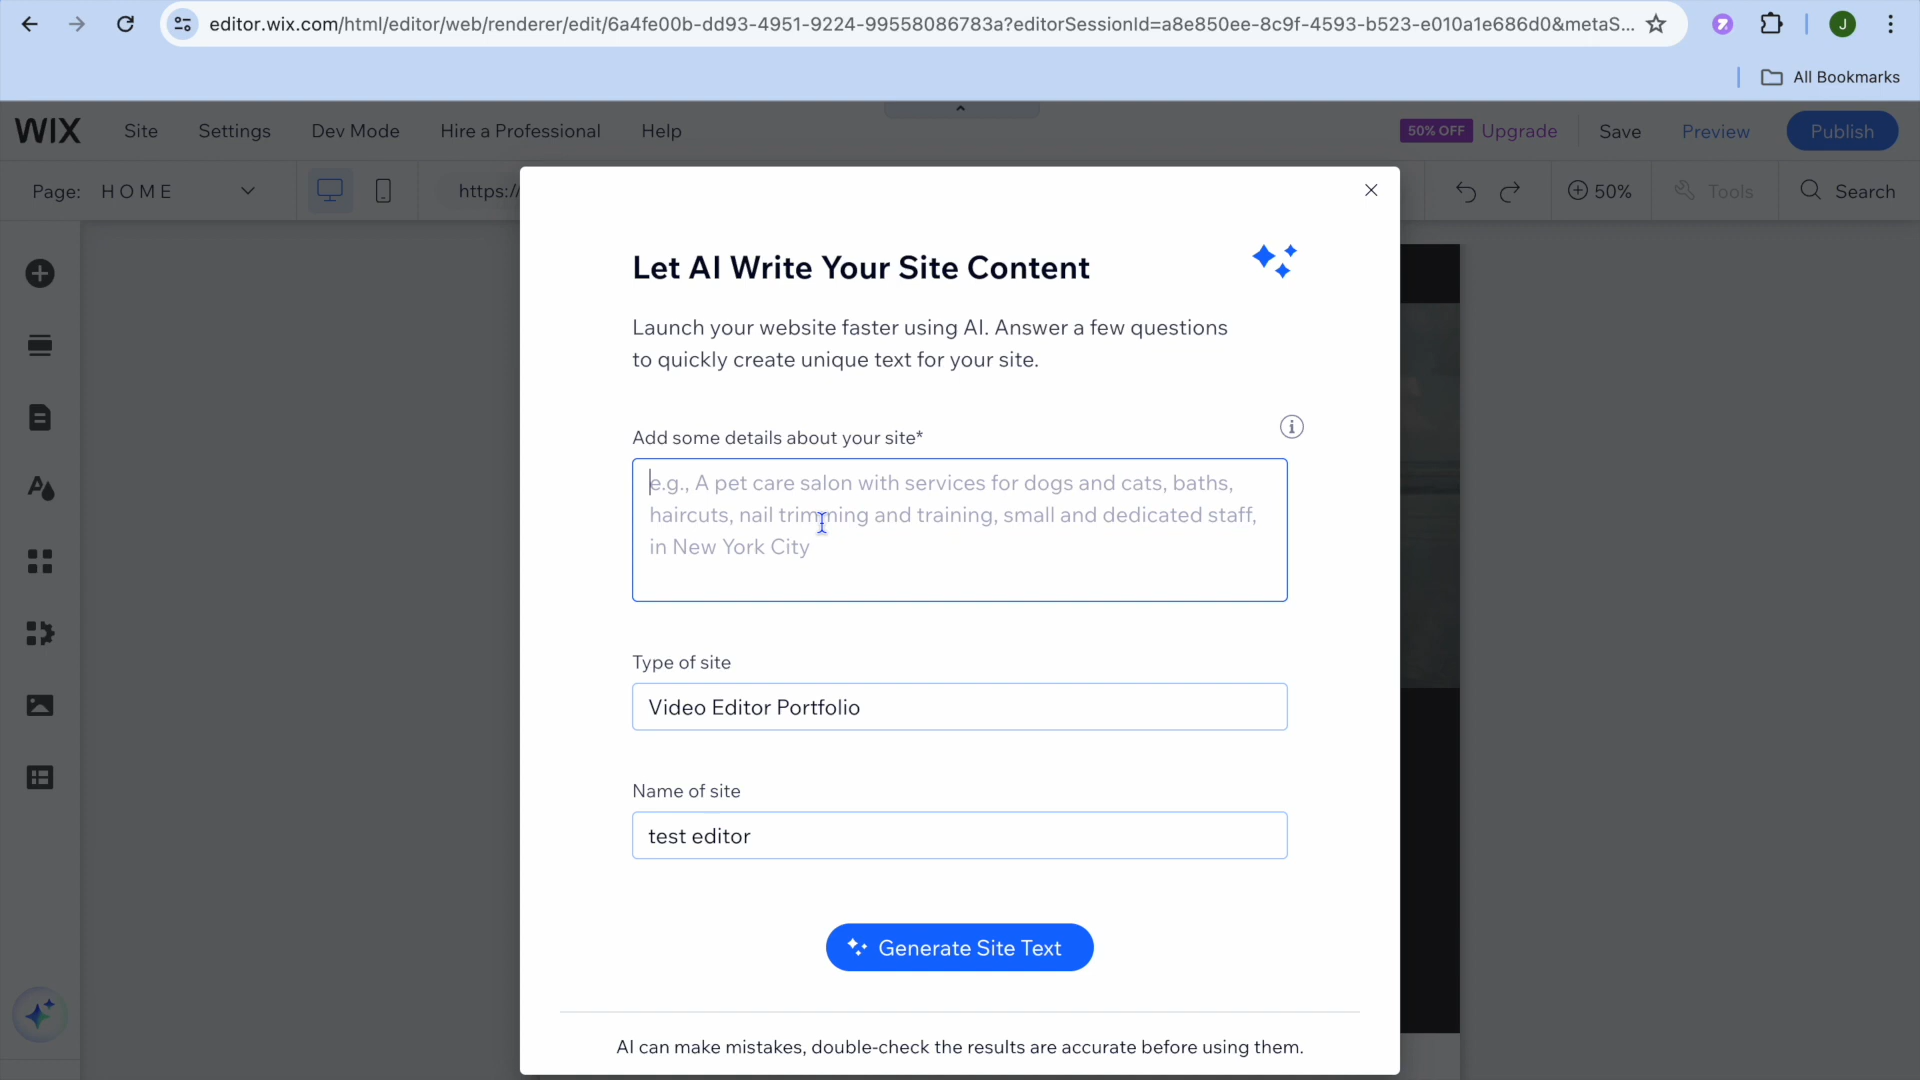 editor.wix.com/html/editor/web/renderer/edit/6a4fe00b-dd93-4951-9224-99558086783a?editorSessionId=a8e850ee-8c9f-4593-b523-e010a1e686d0&metaS...
J
All Bookmarks
WIX Site Settings Dev Mode Hire a Professional Help 50% OFF Upgrade Save Preview Publish
Page: HOME https:// 50% Tools Search
Let AI Write Your Site Content
Launch your website faster using AI. Answer a few questions
to quickly create unique text for your site.
Add some details about your site*
e.g., A pet care salon with services for dogs and cats, baths,
haircuts, nail trimming and training, small and dedicated staff,
in New York City
Type of site
Video Editor Portfolio
Name of site
test editor
Generate Site Text
AI can make mistakes, double-check the results are accurate before using them.